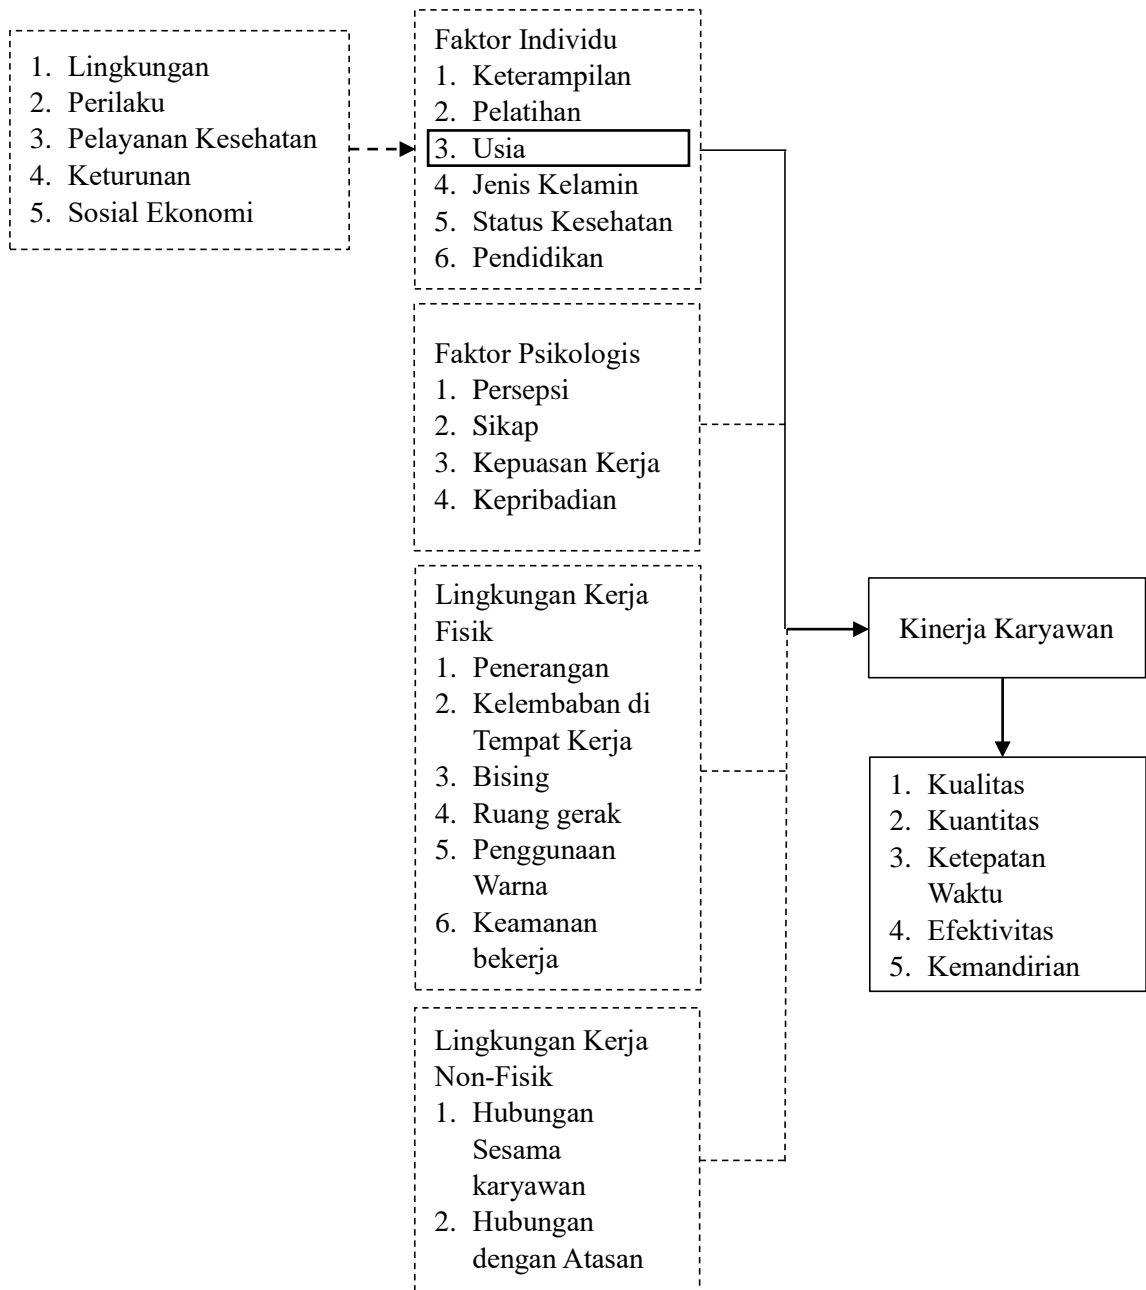 1. Lingkungan
2. Perilaku
3. Pelayanan Kesehatan
4. Keturunan
5. Sosial Ekonomi
Faktor Individu
1. Keterampilan
2. Pelatihan
3. Usia
4. Jenis Kelamin
5. Status Kesehatan
6. Pendidikan
Faktor Psikologis
1. Persepsi
2. Sikap
3. Kepuasan Kerja
4. Kepribadian
Lingkungan Kerja
Fisik
1. Penerangan
2. Kelembaban di
Tempat Kerja
3. Bising
4. Ruang gerak
5. Penggunaan
Warna
6. Keamanan
bekerja
Lingkungan Kerja
Non-Fisik
1. Hubungan
Sesama
karyawan
2. Hubungan
dengan Atasan
Kinerja Karyawan
1. Kualitas
2. Kuantitas
3. Ketepatan
Waktu
4. Efektivitas
5. Kemandirian